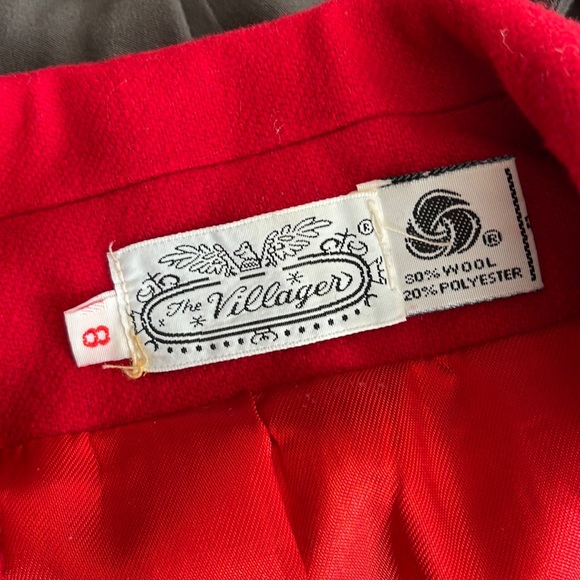 The Villager
®
8
®
80% WOOL
20% POLYESTER